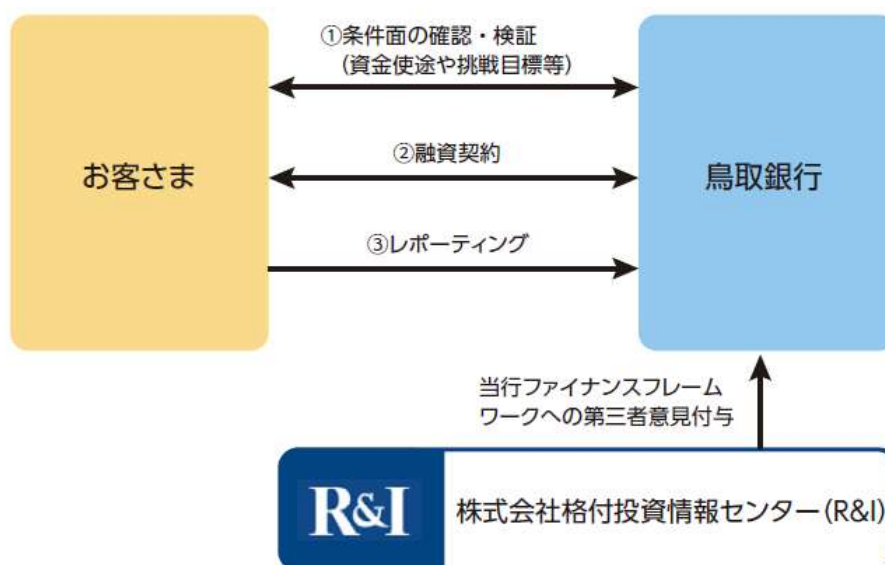 ①条件面の確認・検証
(資金使途や挑戦目標等)
お客さま
②融資契約
鳥取銀行
③レポーティング
当行ファイナンスフレーム
ワークへの第三者意見付与
R&I
株式会社格付投資情報センター(R&I)